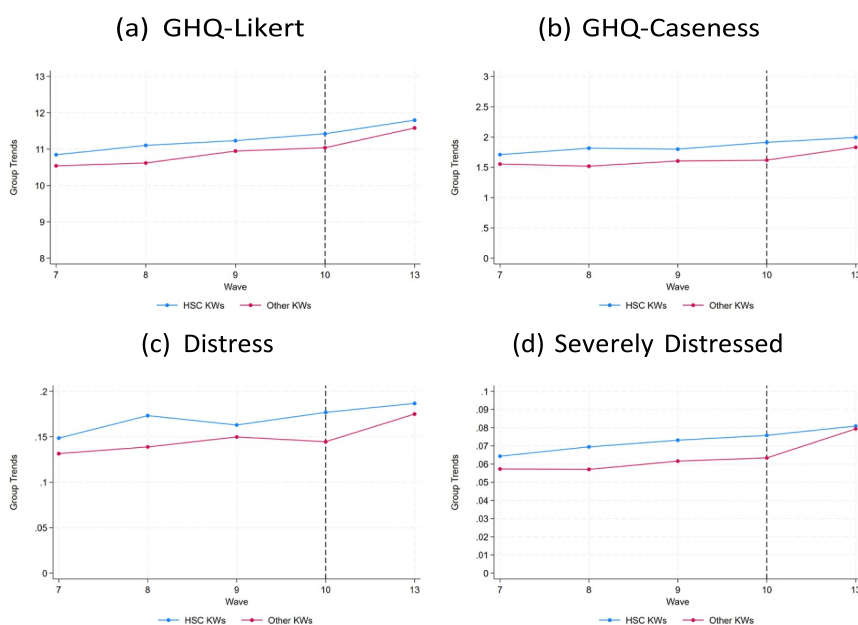 (a) GHQ-Likert
13
12
11
10
9
8
Group Trends
7 8 9 10 13
Wave
HSC KWs Other KWs
(b) GHQ-Caseness
3
2.5
2
1.5
1
.5
0
Group Trends
7 8 9 10 13
Wave
HSC KWs Other KWs
(c) Distress
.2
.15
.1
.05
0
Group Trends
7 8 9 10 13
Wave
HSC KWs Other KWs
(d) Severely Distressed
.1
.09
.08
.07
.06
.05
.04
.03
.02
.01
0
Group Trends
7 8 9 10 13
Wave
HSC KWs Other KWs